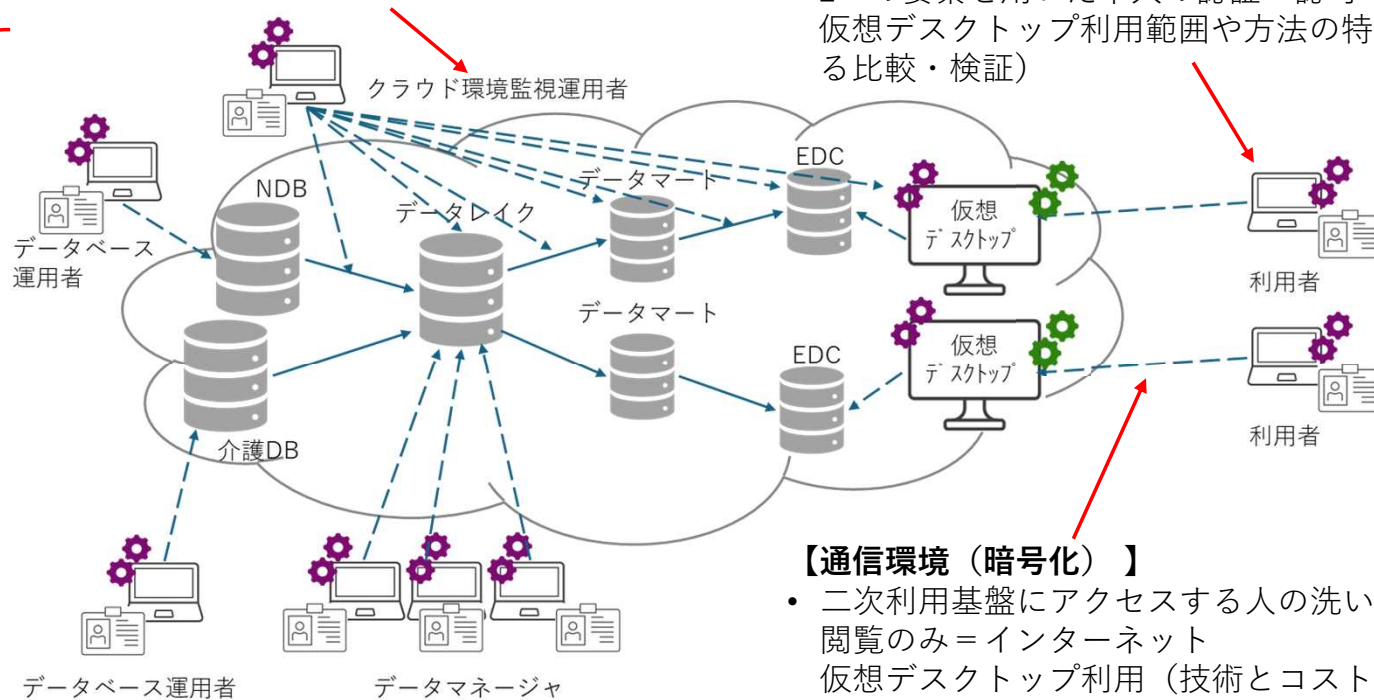 仮想デスクトップ利用範囲や方法の特
る比較・検証）
クラウド環境監視運用者
EDC
データマート
NDB
データレイク
仮想
デスクトップ
データベース
運用者
利用者
データマート
仮想
デスクトップ
EDC
利用者
介護DB
【通信環境（暗号化） 】
• 二次利用基盤にアクセスする人の洗い
閲覧のみ＝インターネット
仮想デスクトップ利用（技術とコスト
データベース運用者
データマネージャ